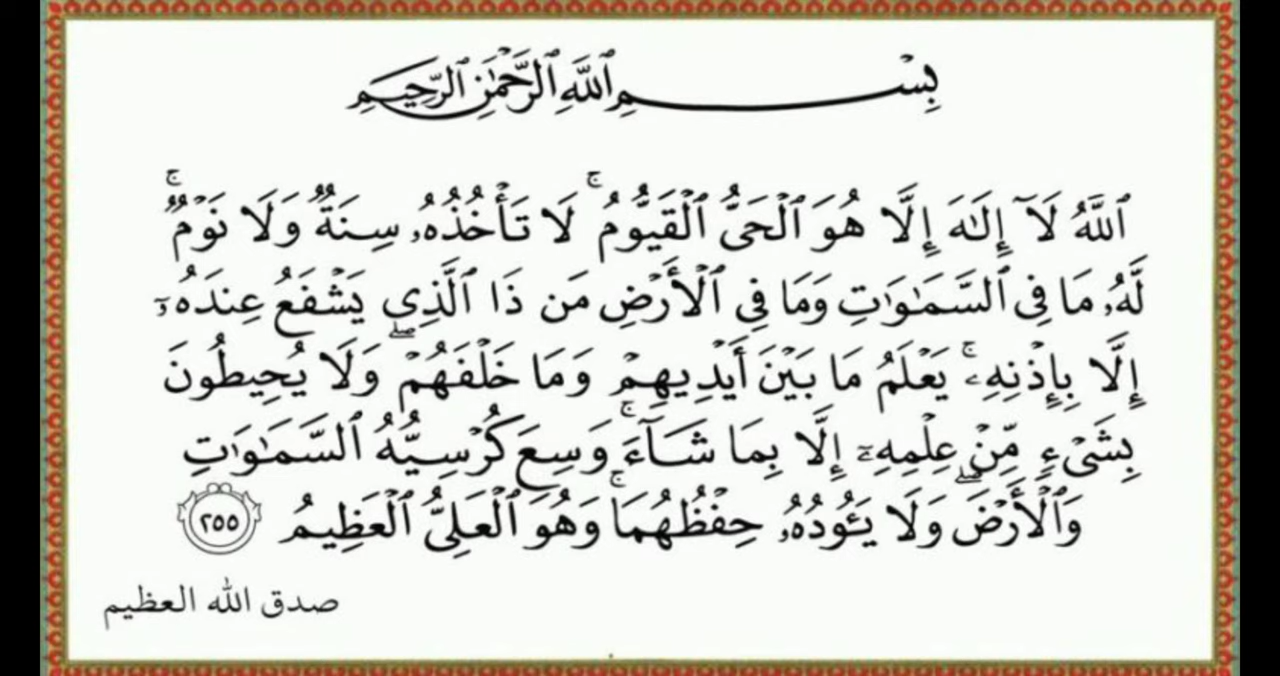 بِسْمِ ٱللَّهِ ٱلرَّحْمَٰنِ ٱلرَّحِيمِ
ٱللَّهُ لَآ إِلَٰهَ إِلَّا هُوَ ٱلْحَىُّ ٱلْقَيُّومُ ۚ لَا تَأْخُذُهُۥ سِنَةٌ وَلَا نَوْمٌ ۚ
لَّهُۥ مَا فِى ٱلسَّمَٰوَٰتِ وَمَا فِى ٱلْأَرْضِ مَن ذَا ٱلَّذِى يَشْفَعُ عِندَهُۥٓ
إِلَّا بِإِذْنِهِۦ ۚ يَعْلَمُ مَا بَيْنَ أَيْدِيهِمْ وَمَا خَلْفَهُمْ ۖ وَلَا يُحِيطُونَ
بِشَىْءٍ مِّنْ عِلْمِهِۦٓ إِلَّا بِمَا شَآءَ ۚ وَسِعَ كُرْسِيُّهُ ٱلسَّمَٰوَٰتِ
وَٱلْأَرْضَ ۖ وَلَا يَـُٔودُهُۥ حِفْظُهُمَا ۚ وَهُوَ ٱلْعَلِىُّ ٱلْعَظِيمُ ٢٥٥
صدق الله العظيم